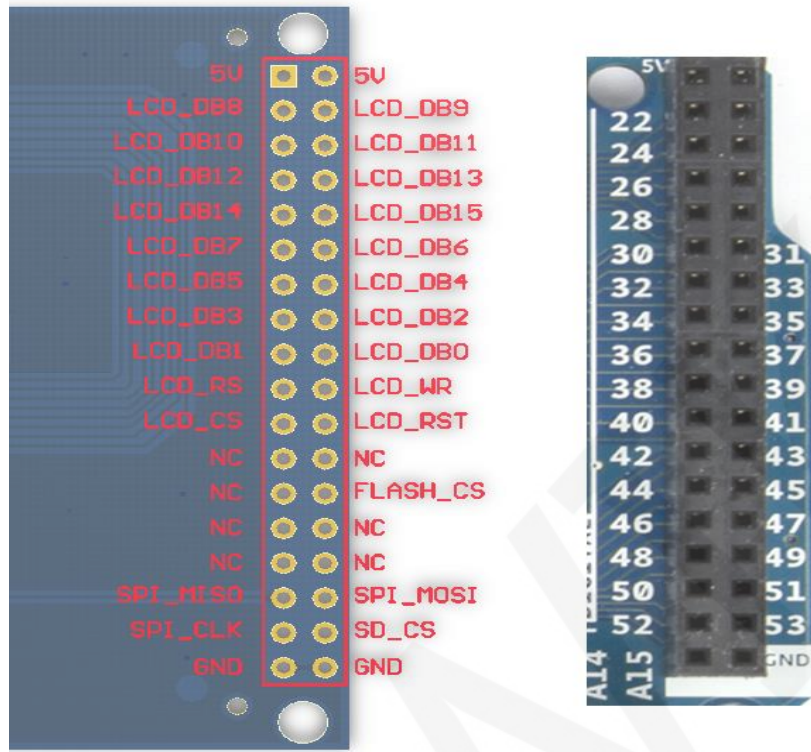 5V 5V
LCD_DB8 LCD_DB9
LCD_DB10 LCD_DB11
LCD_DB12 LCD_DB13
LCD_DB14 LCD_DB15
LCD_DB7 LCD_DB6
LCD_DB5 LCD_DB4
LCD_DB3 LCD_DB2
LCD_DB1 LCD_DB0
LCD_RS LCD_WR
LCD_CS LCD_RST
NC NC
NC FLASH_CS
NC NC
NC NC
SPI_MISO SPI_MOSI
SPI_CLK SD_CS
GND GND
5V
22
24
26
28
30 31
32 33
34 35
36 37
38 39
40 41
42 43
44 45
46 47
48 49
50 51
52 53
GND
A14
A15